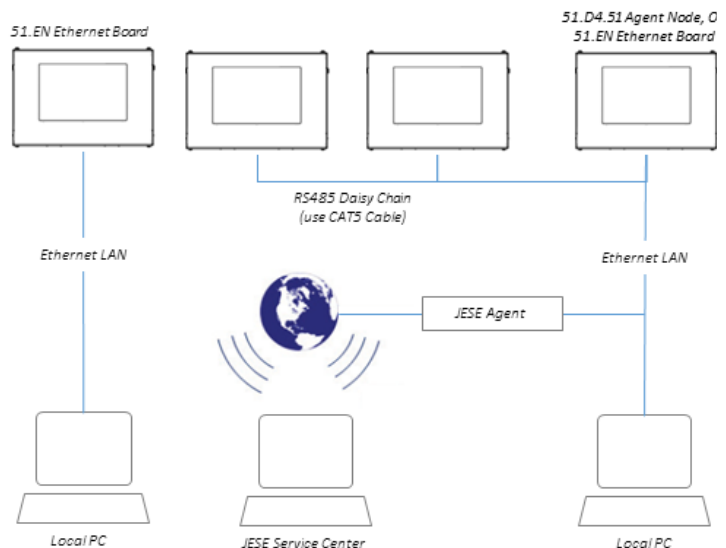 51.EN Ethernet Board
51.D4.51 Agent Node, O
51.EN Ethernet Board
RS485 Daisy Chain
(use CAT5 Cable)
Ethernet LAN
Ethernet LAN
JESE Agent
Local PC
JESE Service Center
Local PC